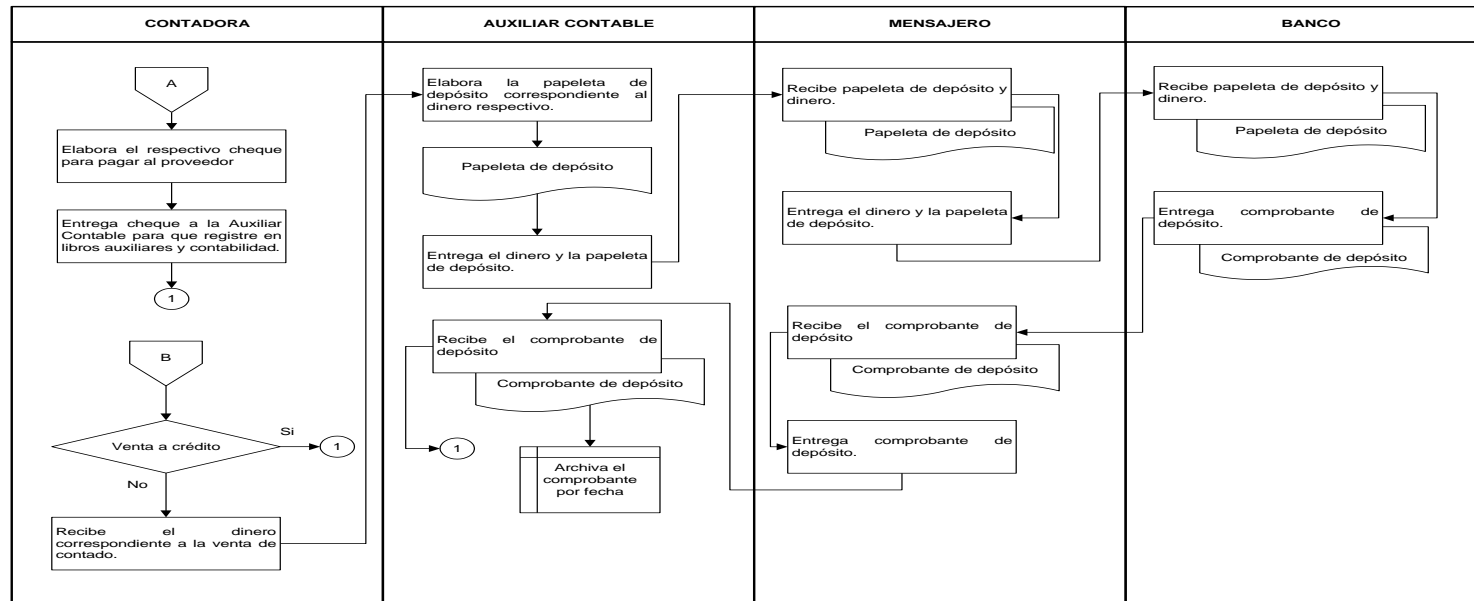 CONTADORA
AUXILIAR CONTABLE
MENSAJERO
BANCO
A
Elabora el respectivo cheque
para pagar al proveedor
Entrega cheque a la Auxiliar
Contable para que registre en
libros auxiliares y contabilidad.
1
B
Venta a crédito
Si
1
No
Recibe el dinero
correspondiente a la venta de
contado.
Elabora la papeleta de
depósito correspondiente al
dinero respectivo.
Papeleta de depósito
Entrega el dinero y la papeleta
de depósito.
Recibe el comprobante de
depósito
Comprobante de depósito
1
Archiva el
comprobante
por fecha
Recibe papeleta de depósito y
dinero.
Papeleta de depósito
Entrega el dinero y la papeleta
de depósito.
Recibe el comprobante de
depósito
Comprobante de depósito
Entrega comprobante de
depósito.
Recibe papeleta de depósito y
dinero.
Papeleta de depósito
Entrega comprobante de
depósito.
Comprobante de depósito